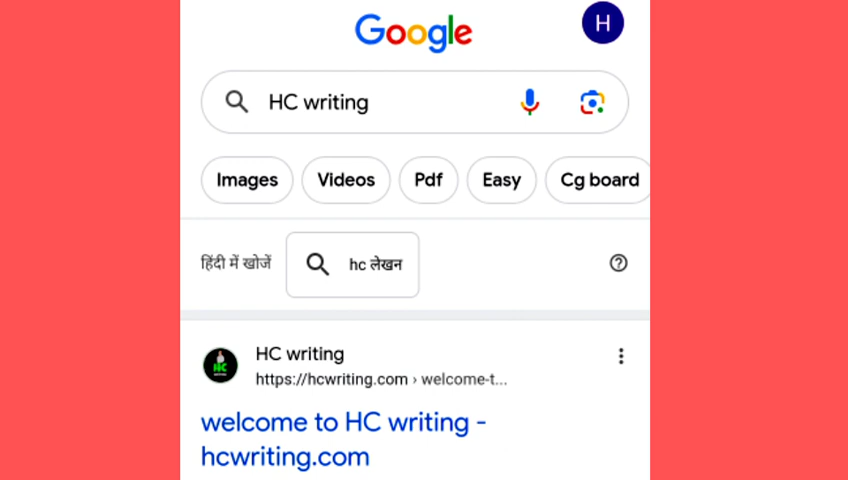 Google
H
HC writing
Images Videos Pdf Easy Cg board
हिंदी में खोजें hc लेखन
HC writing
https://hcwriting.com › welcome-t...
welcome to HC writing -
hcwriting.com